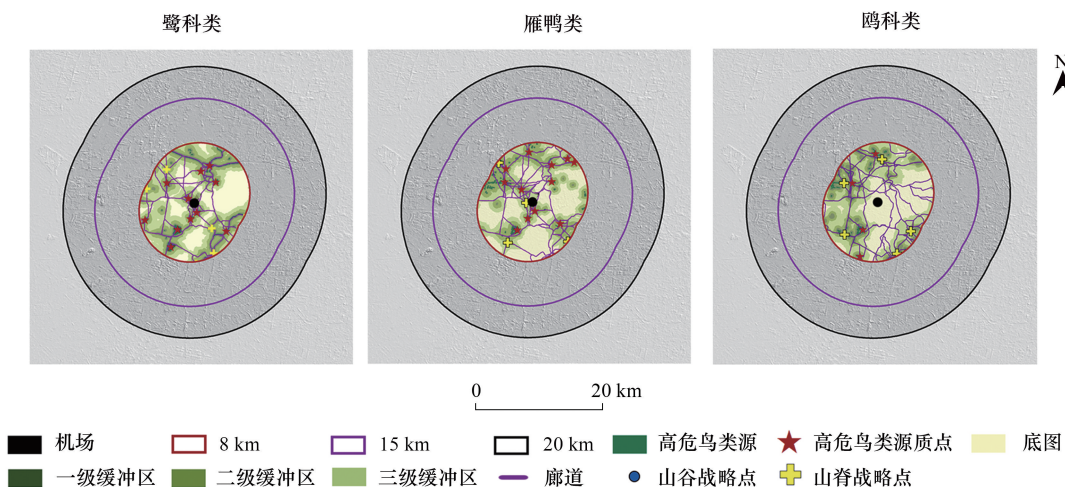 鹭科类 雁鸭类 鸥科类
N
0 20 km
机场 8 km 15 km 20 km 高危鸟类源 高危鸟类源质点 底图
一级缓冲区 二级缓冲区 三级缓冲区 廊道 山谷战略点 山脊战略点